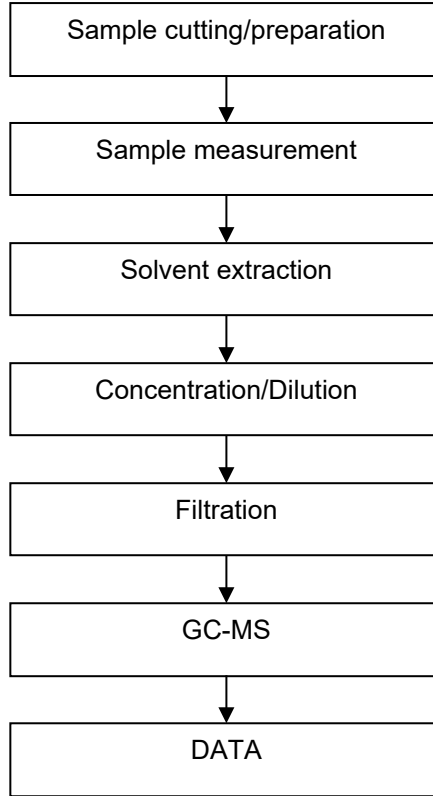 Sample cutting/preparation
Sample measurement
Solvent extraction
Concentration/Dilution
Filtration
GC-MS
DATA